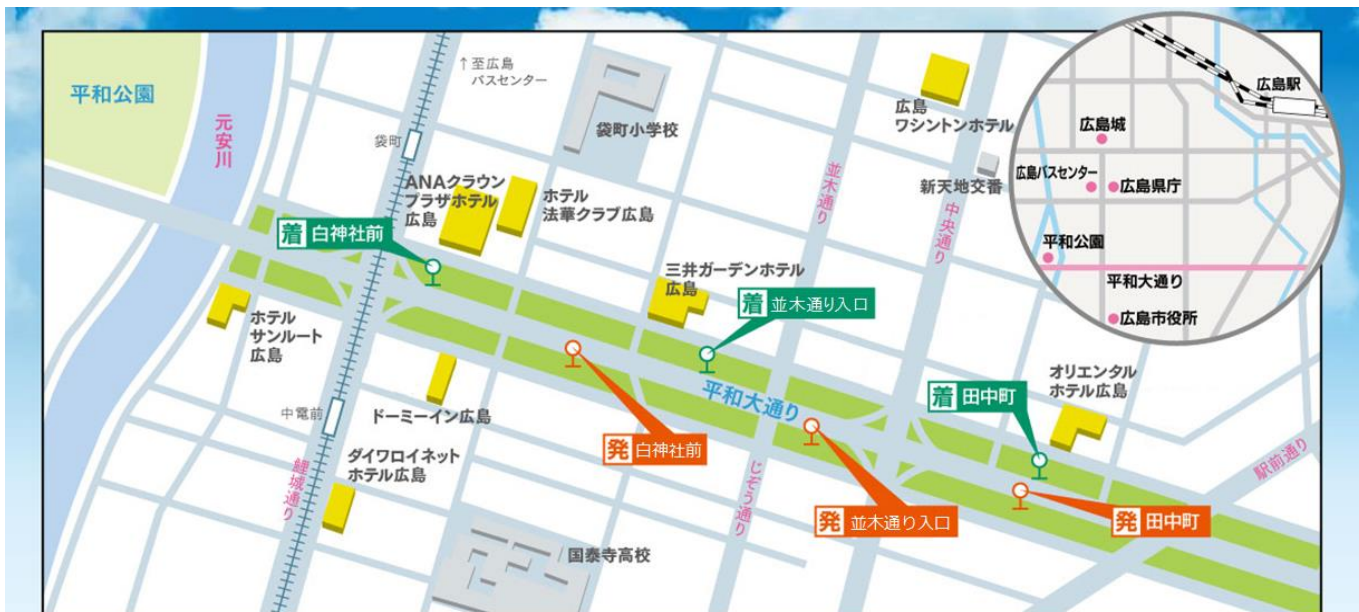 平和公園
元安川
↑至広島
バスセンター
袋町
袋町小学校
ANAクラウン
プラザホテル
広島
ホテル
法華クラブ広島
着 白神社前
広島
ワシントンホテル
新天地交番
並木通り
中央通り
三井ガーデンホテル
広島
着 並木通り入口
ホテル
サンルート
広島
平和大通り
着 田中町
オリエンタル
ホテル広島
中電前
ドーミーイン広島
発 白神社前
ダイワロイネット
ホテル広島
鯉城通り
じぞう通り
発 並木通り入口
発 田中町
駅前通り
国泰寺高校
広島駅
広島城
広島バスセンター
広島県庁
平和公園
平和大通り
広島市役所